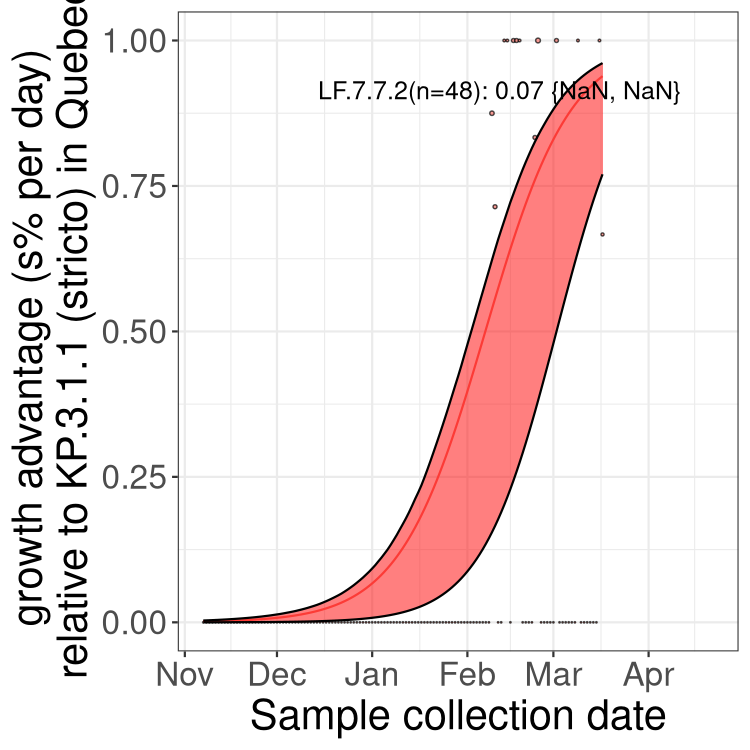 growth advantage (s% per day)
relative to KP.3.1.1 (stricto) in Quebec
1.00
0.75
0.50
0.25
0.00
LF.7.7.2(n=48): 0.07 {NaN, NaN}
Nov Dec Jan Feb Mar Apr
Sample collection date